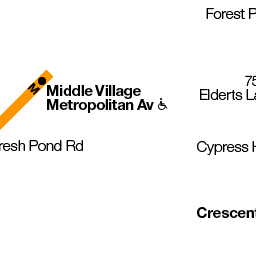 Forest P
M
Middle Village
Metropolitan Av
75
Elderts La
resh Pond Rd
Cypress H
Crescent